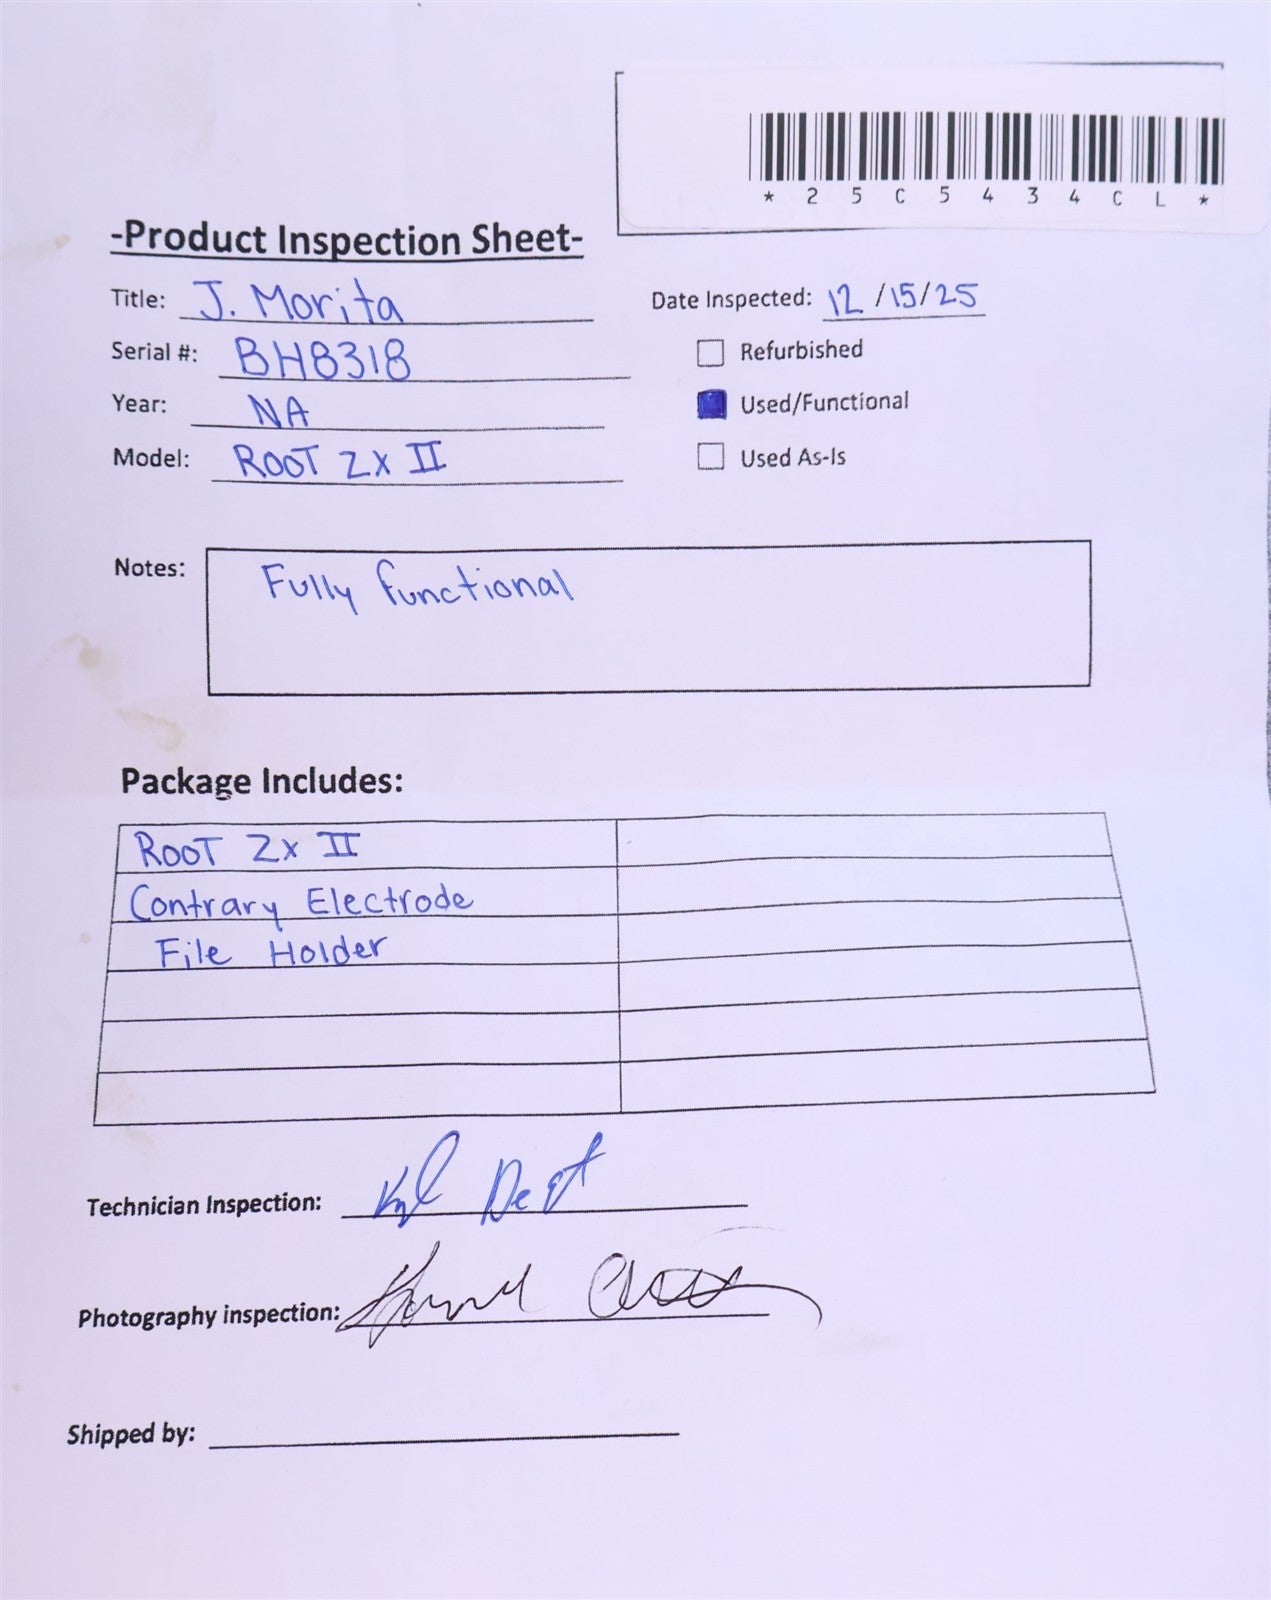 *25C5434CL*
-Product Inspection Sheet-
Title: J. Morita
Date Inspected: 12/15/25
Serial #: BH8318
Refurbished
Year: NA
Used/Functional
Model: ROOT ZX II
Used As-Is
Notes: Fully functional
Package Includes:
ROOT ZX II
Contrary Electrode
File Holder
Technician Inspection:
Photography inspection:
Shipped by: